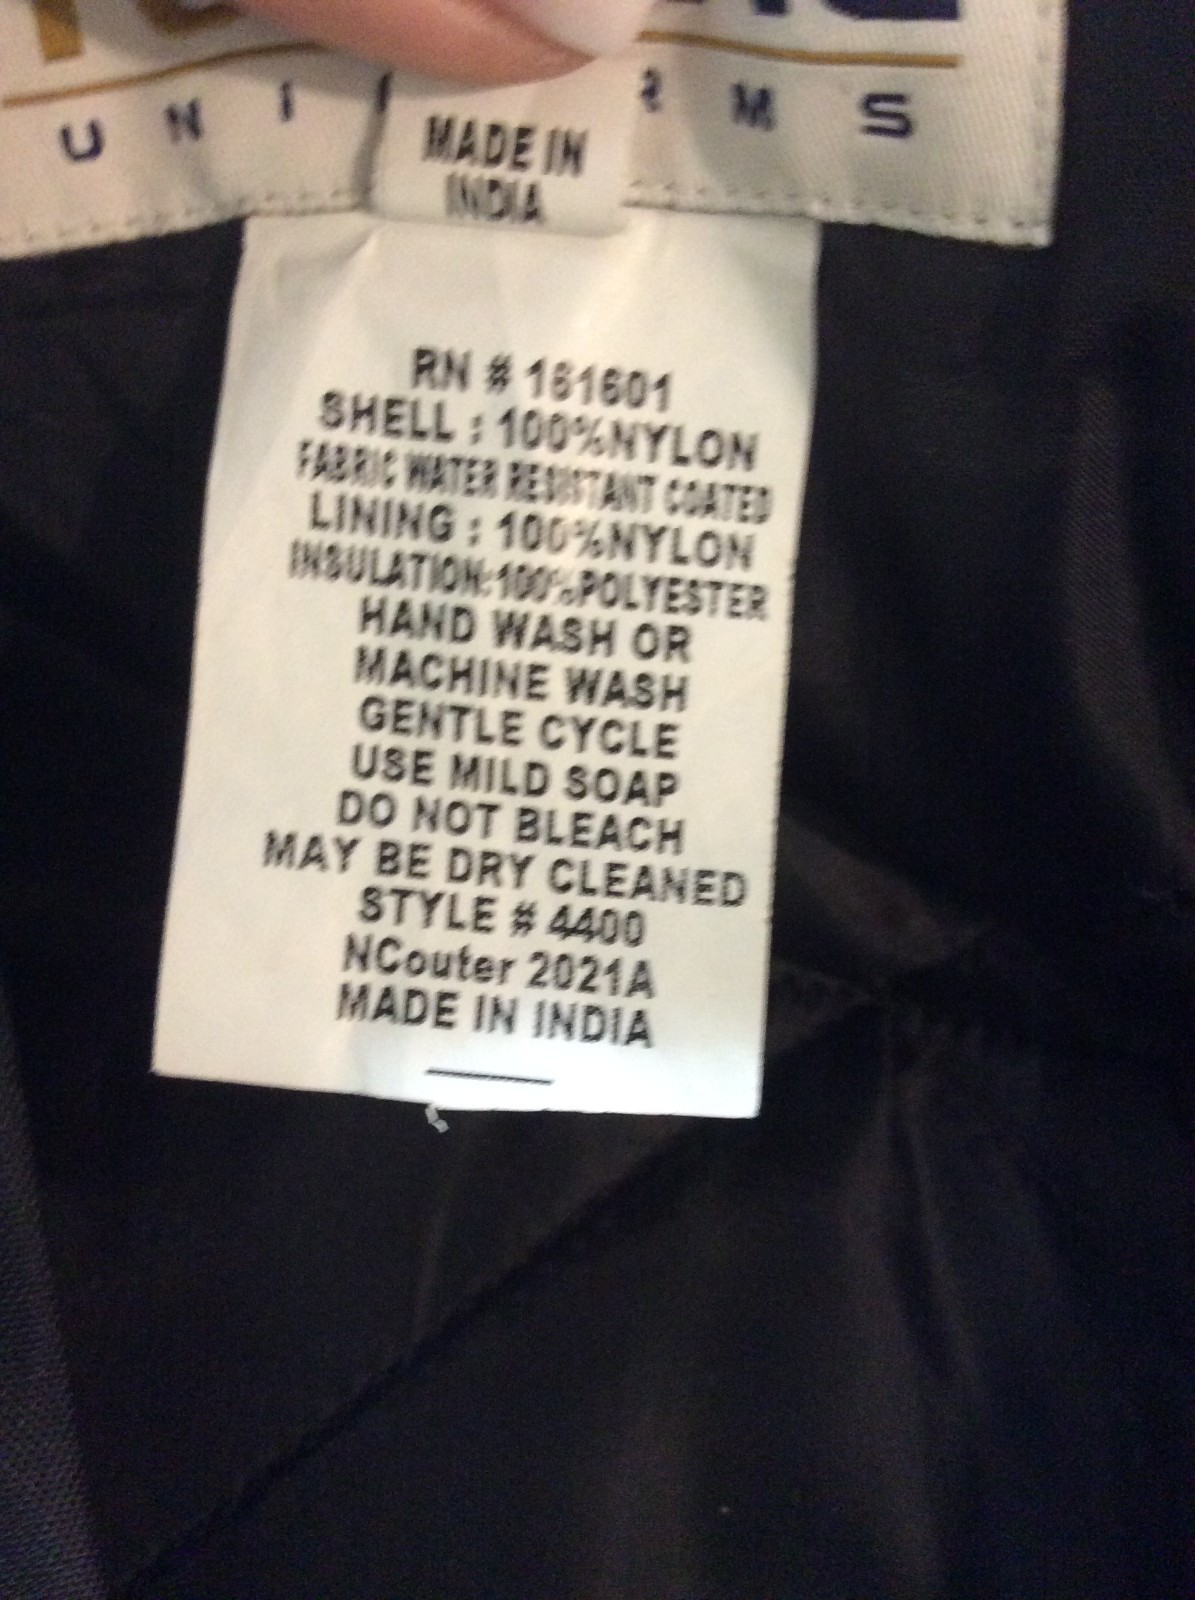 MADE IN
INDIA
RN # 161601
SHELL : 100%NYLON
FABRIC WATER RESISTANT COATED
LINING : 100%NYLON
INSULATION:100%POLYESTER
HAND WASH OR
MACHINE WASH
GENTLE CYCLE
USE MILD SOAP
DO NOT BLEACH
MAY BE DRY CLEANED
STYLE # 4400
NCouter 2021A
MADE IN INDIA